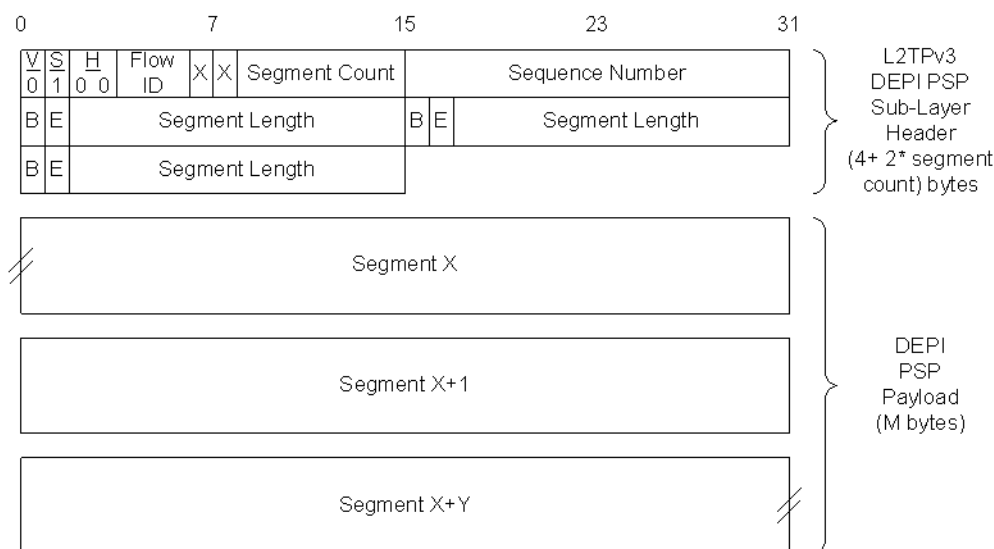 0 7 15 23 31
V S H Flow X X Segment Count Sequence Number
0 1 0 0 ID
B E Segment Length B E Segment Length
B E Segment Length
L2TPv3
DEPI PSP
Sub-Layer
Header
(4+ 2* segment
count) bytes
Segment X
Segment X+1
Segment X+Y
DEPI
PSP
Payload
(M bytes)